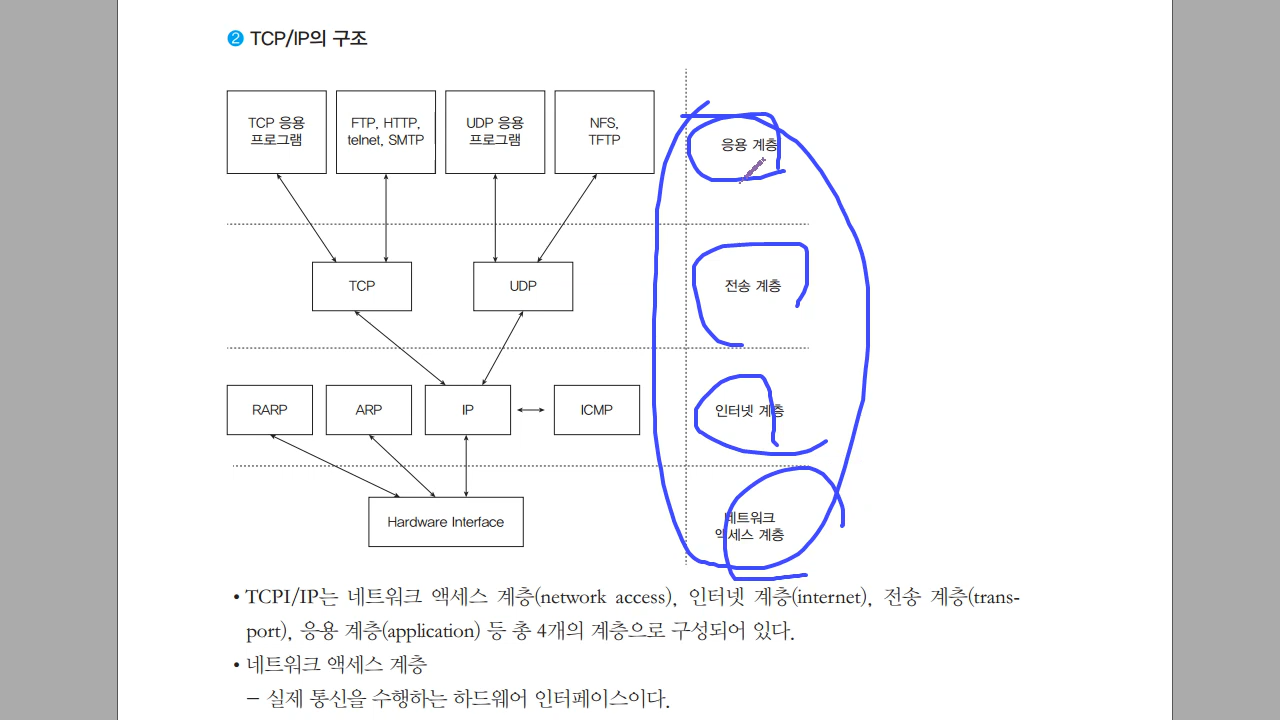 ❷ TCP/IP의 구조
TCP 응용
프로그램
FTP, HTTP,
telnet, SMTP
UDP 응용
프로그램
NFS,
TFTP
응용 계층
TCP
UDP
전송 계층
RARP
ARP
IP
ICMP
인터넷 계층
Hardware Interface
네트워크
액세스 계층
• TCPI/IP는 네트워크 액세스 계층(network access), 인터넷 계층(internet), 전송 계층(trans-
port), 응용 계층(application) 등 총 4개의 계층으로 구성되어 있다.
• 네트워크 액세스 계층
− 실제 통신을 수행하는 하드웨어 인터페이스이다.